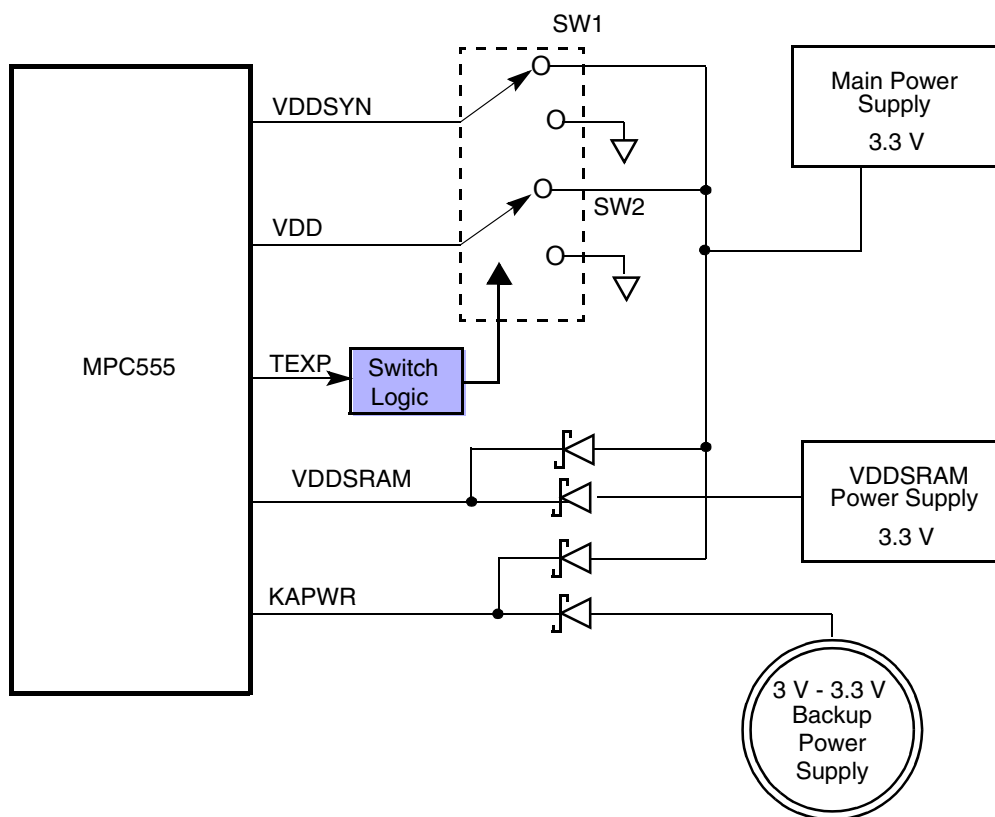 SW1
Main Power
Supply
3.3 V
VDDSYN
SW2
VDD
MPC555
TEXP
Switch
Logic
VDDSRAM
VDDSRAM
Power Supply
3.3 V
KAPWR
3 V - 3.3 V
Backup
Power
Supply